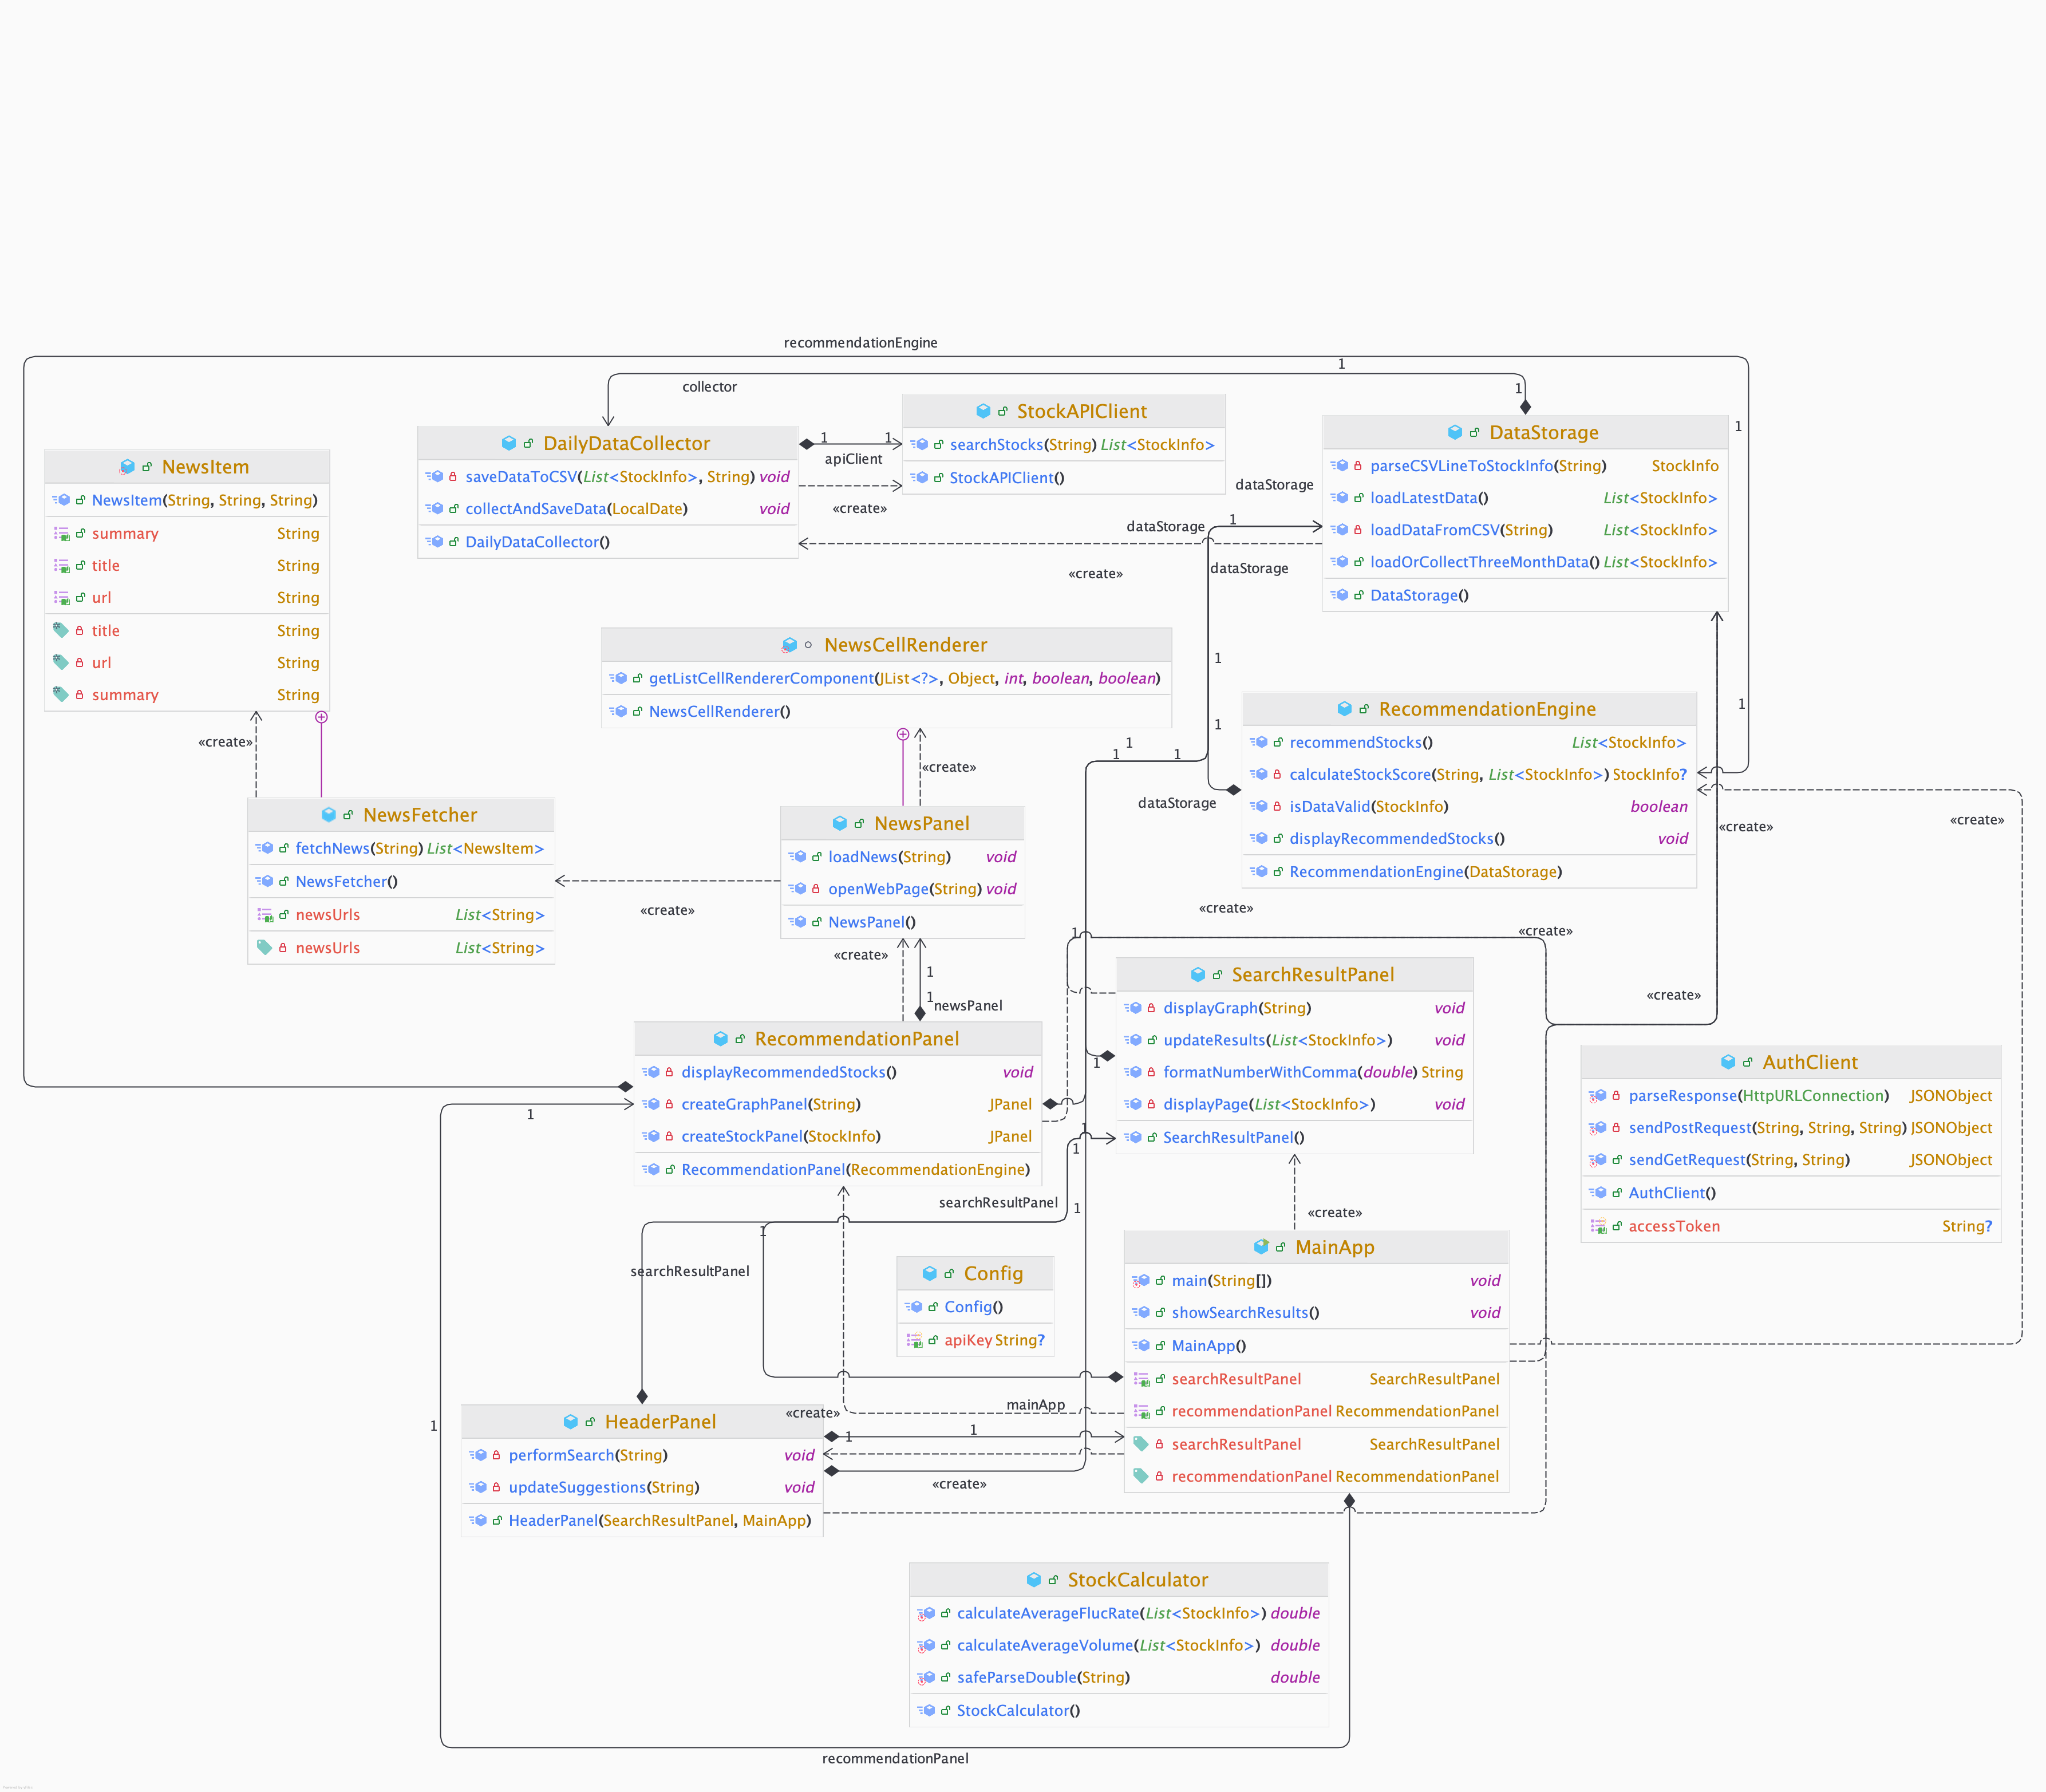 recommendationEngine
1
collector
1
StockAPIClient
searchStocks(String) List<StockInfo>
StockAPIClient()
DailyDataCollector
saveDataToCSV(List<StockInfo>, String) void
collectAndSaveData(LocalDate) void
DailyDataCollector()
1
1
apiClient
«create»
DataStorage
parseCSVLineToStockInfo(String) StockInfo
loadLatestData() List<StockInfo>
loadDataFromCSV(String) List<StockInfo>
loadOrCollectThreeMonthData() List<StockInfo>
DataStorage()
1
dataStorage
dataStorage
1
dataStorage
«create»
NewsItem
NewsItem(String, String, String)
summary String
title String
url String
title String
url String
summary String
«create»
NewsCellRenderer
getListCellRendererComponent(JList<?>, Object, int, boolean, boolean)
NewsCellRenderer()
«create»
1
1
1
1
1
1
dataStorage
RecommendationEngine
recommendStocks() List<StockInfo>
calculateStockScore(String, List<StockInfo>) StockInfo?
isDataValid(StockInfo) boolean
displayRecommendedStocks() void
RecommendationEngine(DataStorage)
«create»
«create»
NewsFetcher
fetchNews(String) List<NewsItem>
NewsFetcher()
newsUrls List<String>
newsUrls List<String>
«create»
NewsPanel
loadNews(String) void
openWebPage(String) void
NewsPanel()
«create»
1
1
newsPanel
«create»
1
«create»
«create»
SearchResultPanel
displayGraph(String) void
updateResults(List<StockInfo>) void
formatNumberWithComma(double) String
displayPage(List<StockInfo>) void
SearchResultPanel()
1
1
1
1
RecommendationPanel
displayRecommendedStocks() void
createGraphPanel(String) JPanel
createStockPanel(StockInfo) JPanel
RecommendationPanel(RecommendationEngine)
1
AuthClient
parseResponse(HttpURLConnection) JSONObject
sendPostRequest(String, String, String) JSONObject
sendGetRequest(String, String) JSONObject
AuthClient()
accessToken String?
searchResultPanel
1
searchResultPanel
«create»
Config
Config()
apiKey String?
MainApp
main(String[]) void
showSearchResults() void
MainApp()
searchResultPanel SearchResultPanel
recommendationPanel RecommendationPanel
searchResultPanel SearchResultPanel
recommendationPanel RecommendationPanel
mainApp
«create»
1
1
«create»
1
HeaderPanel
performSearch(String) void
updateSuggestions(String) void
HeaderPanel(SearchResultPanel, MainApp)
StockCalculator
calculateAverageFlucRate(List<StockInfo>) double
calculateAverageVolume(List<StockInfo>) double
safeParseDouble(String) double
StockCalculator()
recommendationPanel